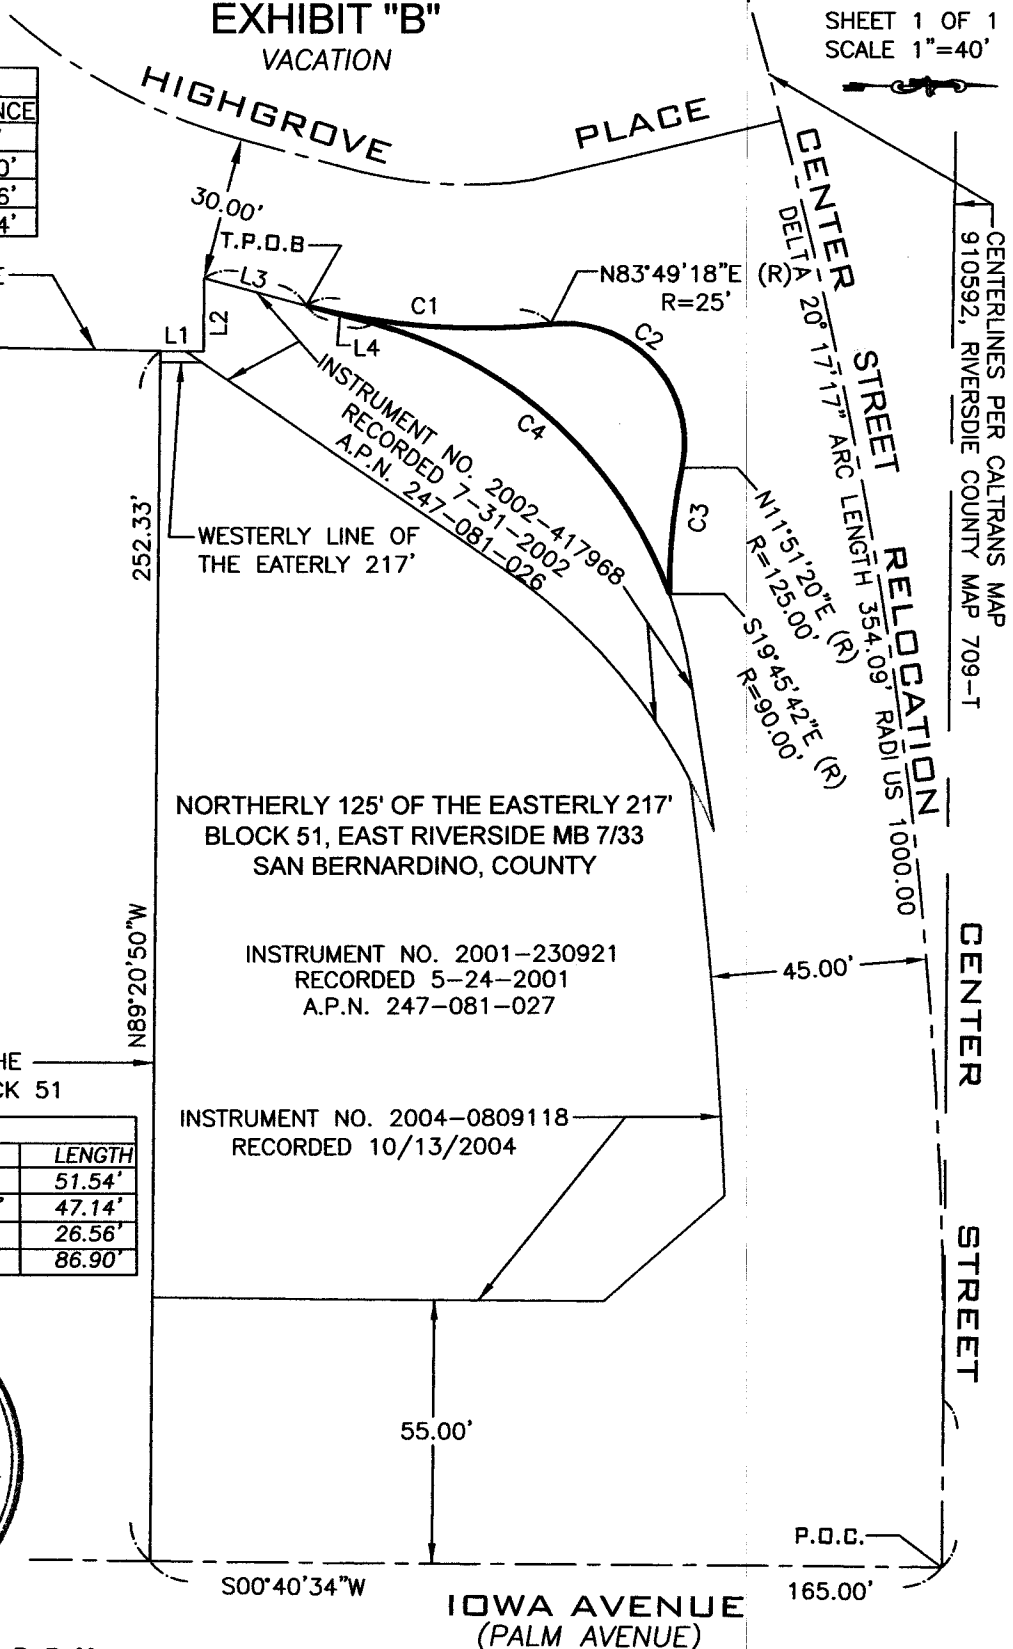 EXHIBIT "B"
VACATION
SHEET 1 OF 1
SCALE 1"=40'
HIGHGROVE PLACE
NCE
0'
6'
4'
30.00'
T.P.O.B
L3
L1
L2
L4
C1
N83°49'18"E (R)
R=25'
C2
C4
C3
INSTRUMENT NO. 2002-417968
RECORDED 7-31-2002
A.P.N. 247-081-026
CENTER STREET RELOCATION
DELTA 20° 17'17" ARC LENGTH 354.09' RADIUS 1000.00
CENTERLINES PER CALTRANS MAP
910592, RIVERSDIE COUNTY MAP 709-T
252.33'
WESTERLY LINE OF
THE EATERLY 217'
N11°51'20"E (R)
R=125.00'
S19°45'42"E (R)
R=90.00'
NORTHERLY 125' OF THE EASTERLY 217'
BLOCK 51, EAST RIVERSIDE MB 7/33
SAN BERNARDINO, COUNTY
N89°20'50"W
INSTRUMENT NO. 2001-230921
RECORDED 5-24-2001
A.P.N. 247-081-027
45.00'
CENTER STREET
HE
CK 51
INSTRUMENT NO. 2004-0809118
RECORDED 10/13/2004
LENGTH
51.54'
47.14'
26.56'
86.90'
55.00'
P.O.C.
S00°40'34"W
165.00'
IOWA AVENUE
(PALM AVENUE)